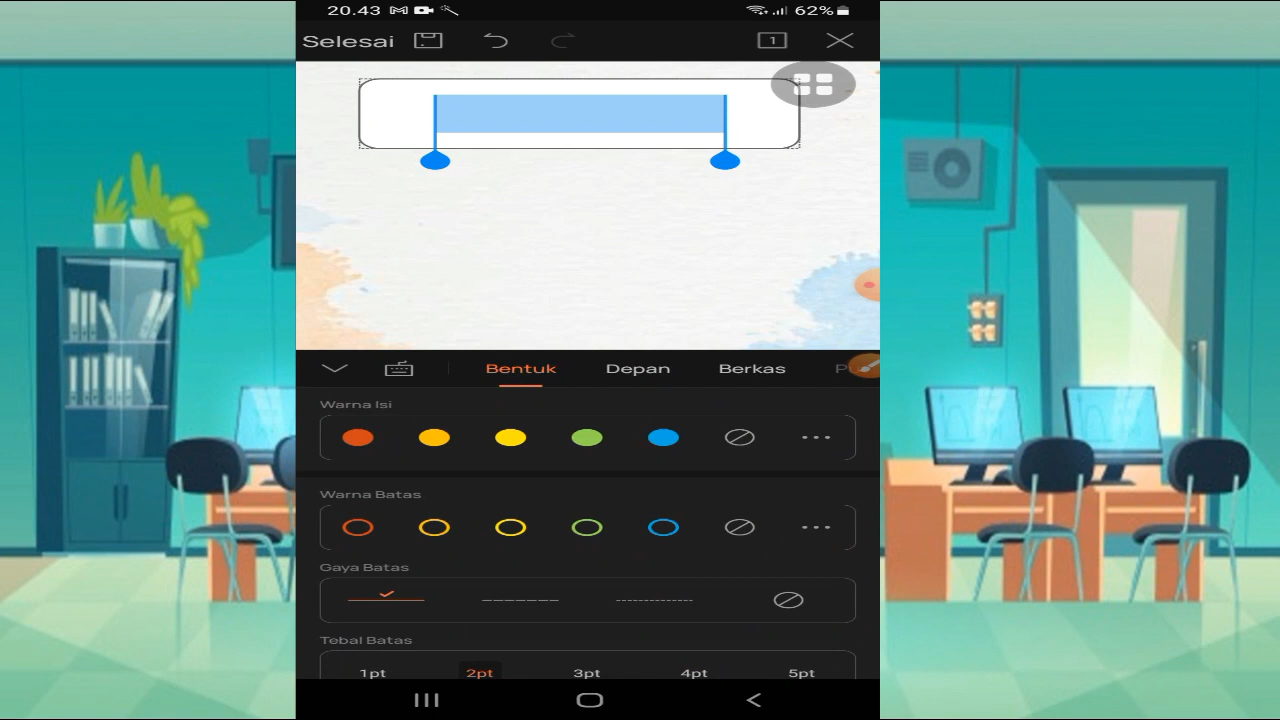 20.43 62%
Selesai 1
Bentuk Depan Berkas P
Warna Isi
Warna Batas
Gaya Batas
Tebal Batas
1pt 2pt 3pt 4pt 5pt